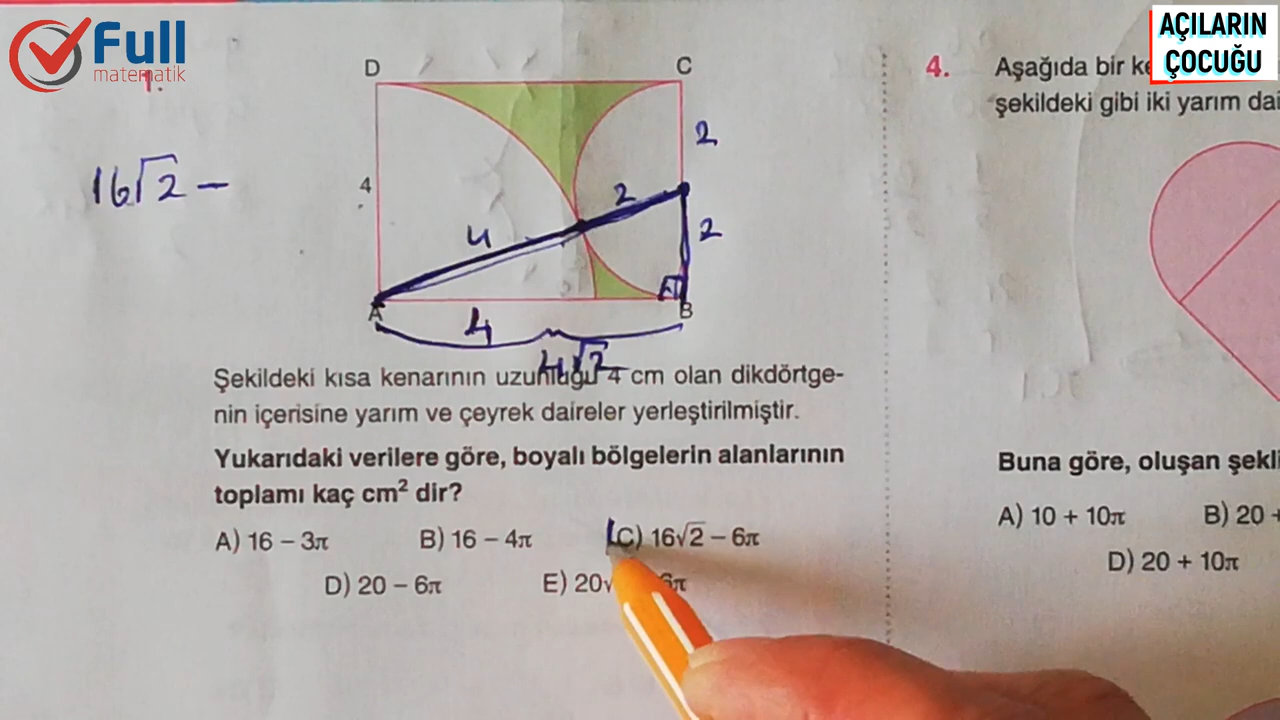 Full
matematik
AÇILARIN
ÇOCUĞU
1.
D C
4
A B
16√2 –
2
2
2
4
4
4√2
Şekildeki kısa kenarının uzunluğu 4 cm olan dikdörtge-
nin içerisine yarım ve çeyrek daireler yerleştirilmiştir.
Yukarıdaki verilere göre, boyalı bölgelerin alanlarının
toplamı kaç cm² dir?
A) 16 – 3π B) 16 – 4π C) 16√2 – 6π
D) 20 – 6π E) 20√ 6π
4. Aşağıda bir
şekildeki gibi iki yarım
Buna göre, oluşan
A) 10 + 10π B) 20 +
D) 20 + 10π